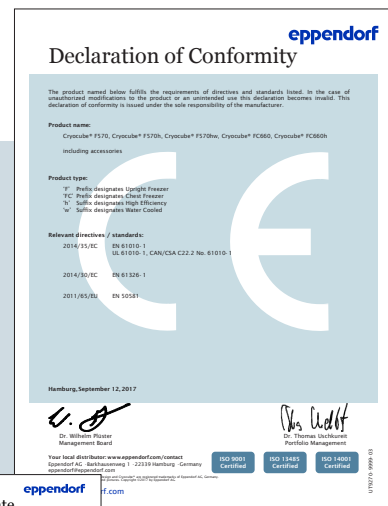 eppendorf
Declaration of Conformity
The product named below fulfills the requirements of directives and standards listed. In the case of
unauthorized modifications to the product or an unintended use this declaration becomes invalid. This
declaration of conformity is issued under the sole responsibility of the manufacturer.
Product name:
Cryocube® F570, Cryocube® F570h, Cryocube® F570hw, Cryocube® FC660, Cryocube® FC660h
including accessories
Product type:
'F' Prefix designates Upright Freezer
'FC' Prefix designates Chest Freezer
'h' Suffix designates High Efficiency
'w' Suffix designates Water Cooled
Relevant directives / standards:
2014/35/EC EN 61010-1
UL 61010-1, CAN/CSA C22.2 No. 61010-1
2014/30/EC EN 61326-1
2011/65/EU EN 50581
CE
Hamburg, September 12, 2017
Dr. Wilhelm Plüster
Management Board
Dr. Thomas Uschkureit
Portfolio Management
Your local distributor: www.eppendorf.com/contact
Eppendorf AG · Barkhausenweg 1 · 22339 Hamburg · Germany
eppendorf@eppendorf.com
ISO 9001
Certified
ISO 13485
Certified
ISO 14001
Certified
UT9270-9999-03
eppendorf
rf.com